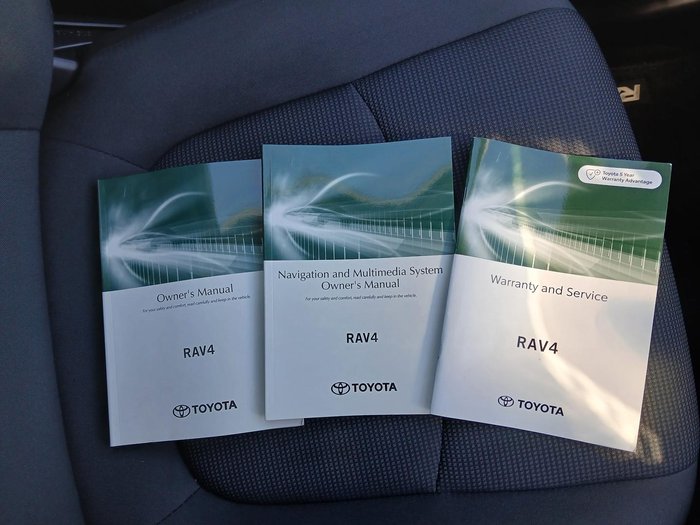 Owner's Manual
For your safety and comfort, read carefully and keep in the vehicle.
RAV4
TOYOTA
Navigation and Multimedia System
Owner's Manual
For your safety and comfort, read carefully and keep in the vehicle.
RAV4
TOYOTA
Toyota 5 Year
Warranty Advantage
Warranty and Service
RAV4
TOYOTA